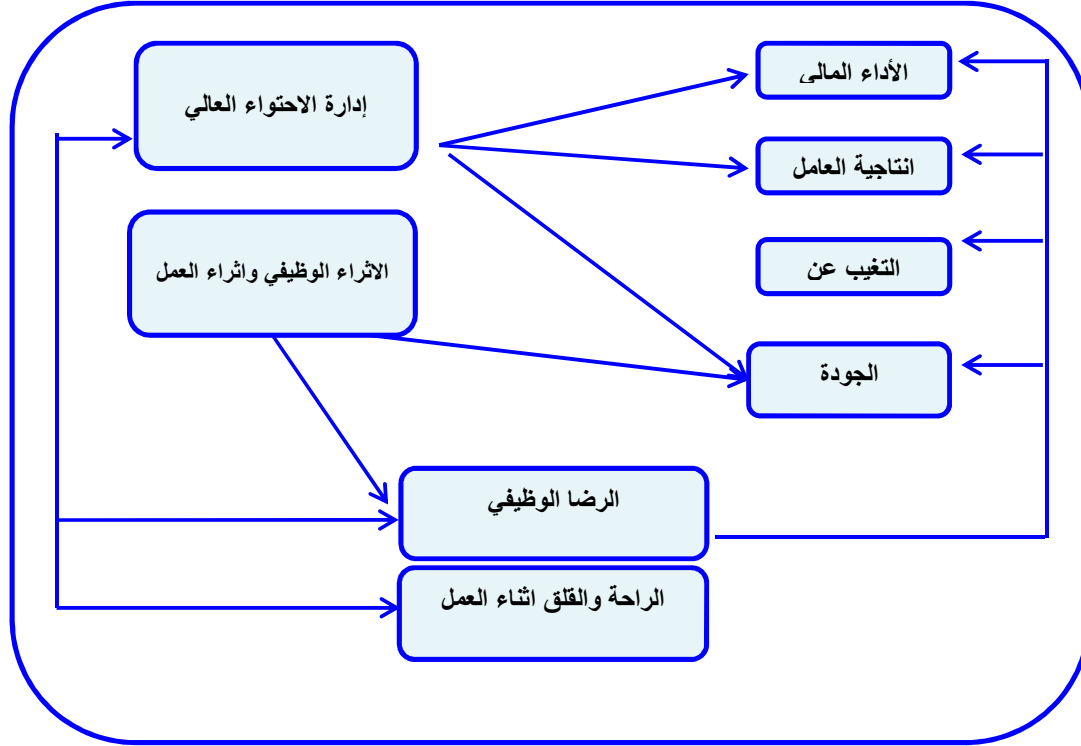 إدارة الاحتواء العالي
الأداء المالي
انتاجية العامل
الاثراء الوظيفي واثراء العمل
التغيب عن
الجودة
الرضا الوظيفي
الراحة والقلق اثناء العمل